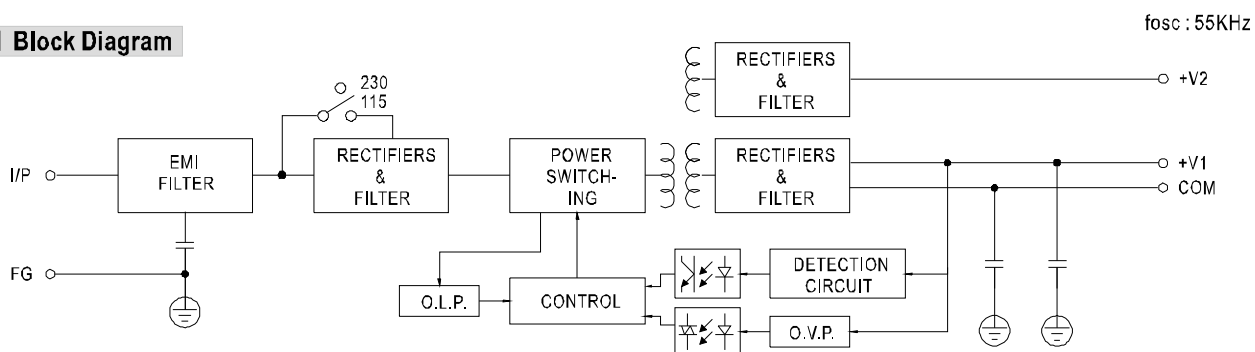 Block Diagram
fosc : 55KHz
RECTIFIERS
&
FILTER
+V2
230
115
I/P
EMI
FILTER
RECTIFIERS
&
FILTER
POWER
SWITCH-
ING
RECTIFIERS
&
FILTER
+V1
COM
FG
O.L.P.
CONTROL
DETECTION
CIRCUIT
O.V.P.